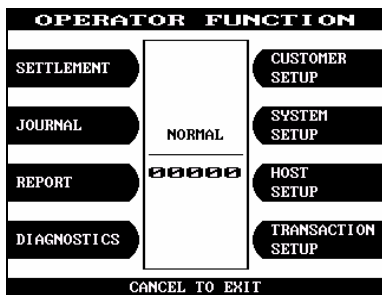 OPERATOR FUNCTION
SETTLEMENT
CUSTOMER
SETUP
JOURNAL
SYSTEM
SETUP
NORMAL
00000
REPORT
HOST
SETUP
DIAGNOSTICS
TRANSACTION
SETUP
CANCEL TO EXIT